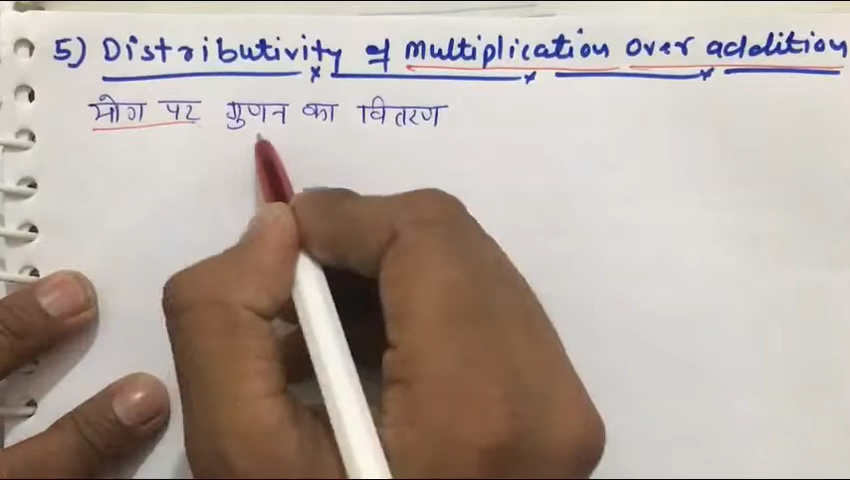 5) Distributivity of multiplication over addition
योग पर गुणन का वितरण